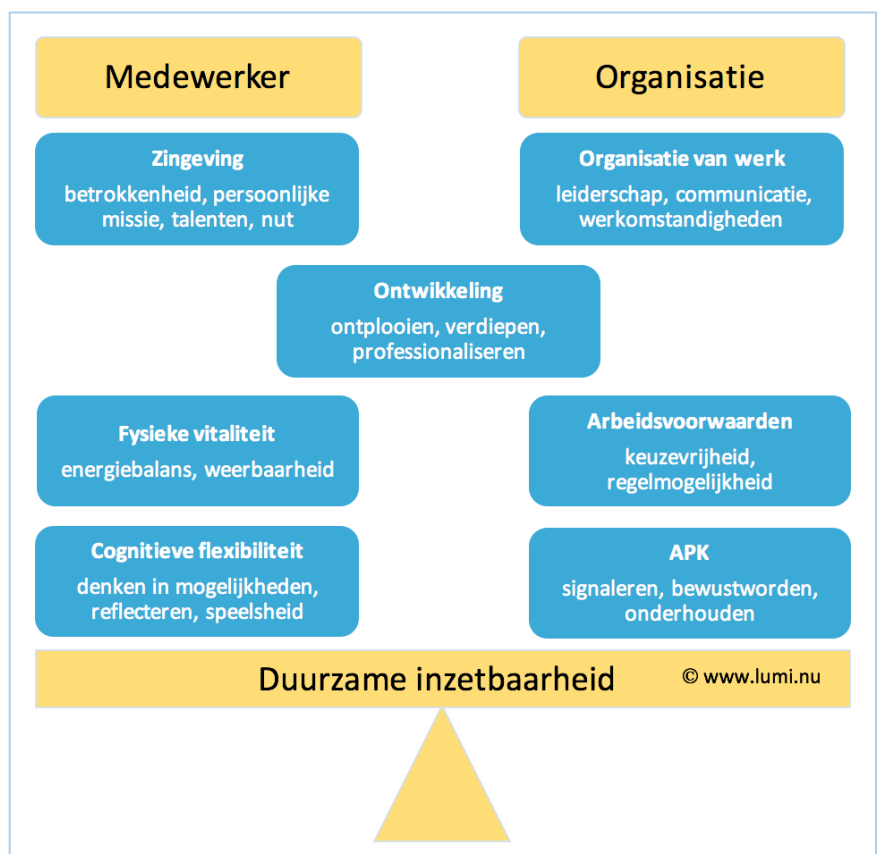 Medewerker
Organisatie
Zingeving
betrokkenheid, persoonlijke
missie, talenten, nut
Organisatie van werk
leiderschap, communicatie,
werkomstandigheden
Ontwikkeling
ontplooien, verdiepen,
professionaliseren
Fysieke vitaliteit
energiebalans, weerbaarheid
Arbeidsvoorwaarden
keuzevrijheid,
regelmogelijkheid
Cognitieve flexibiliteit
denken in mogelijkheden,
reflecteren, speelsheid
APK
signaleren, bewustworden,
onderhouden
Duurzame inzetbaarheid
© www.lumi.nu